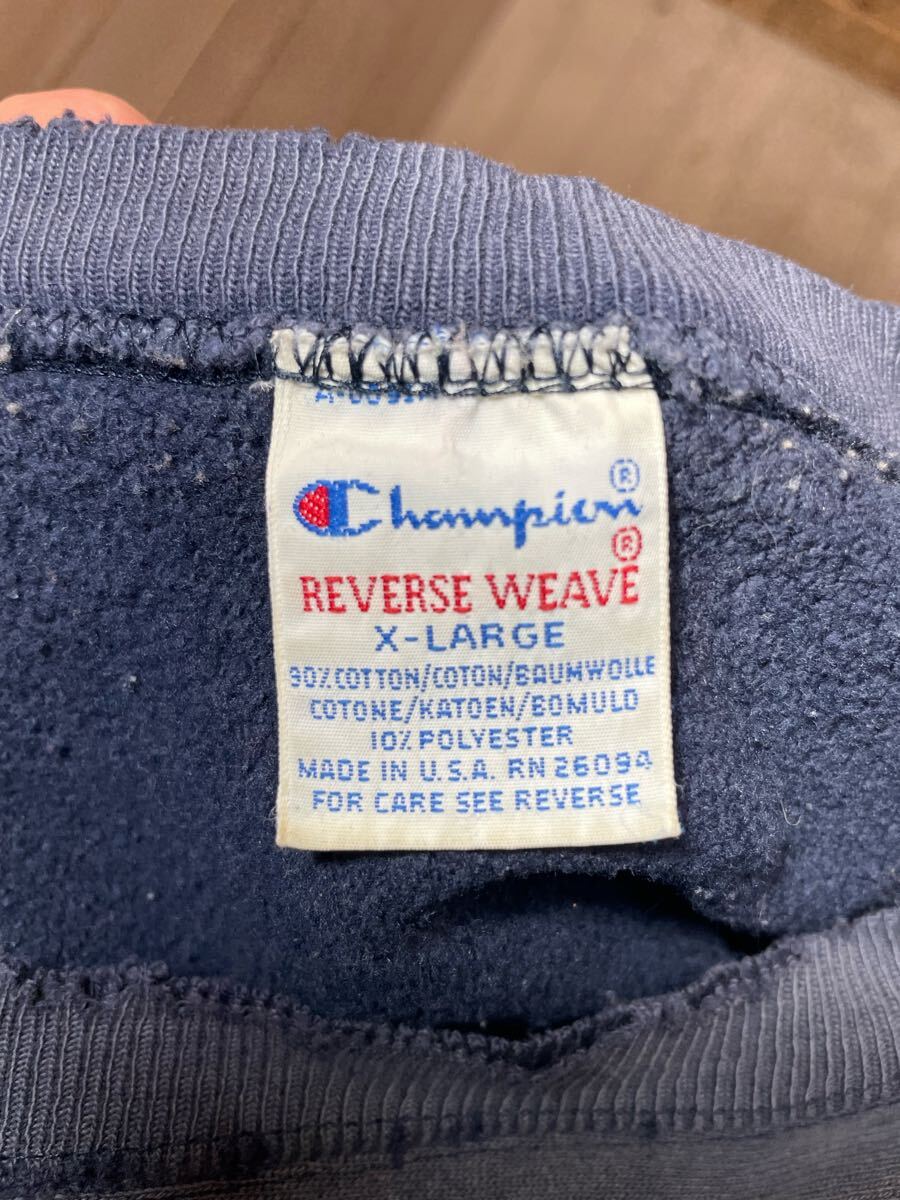 Champion®
REVERSE WEAVE®
X-LARGE
90% COTTON/COTON/BAUMWOLLE
COTONE/KATOEN/BOMULD
10% POLYESTER
MADE IN U.S.A. RN 26094
FOR CARE SEE REVERSE